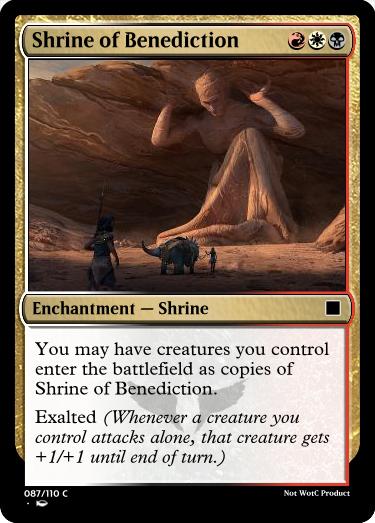 Shrine of Benediction
Enchantment — Shrine
You may have creatures you control
enter the battlefield as copies of
Shrine of Benediction.
Exalted (Whenever a creature you
control attacks alone, that creature gets
+1/+1 until end of turn.)
087/110 C
Not WotC Product